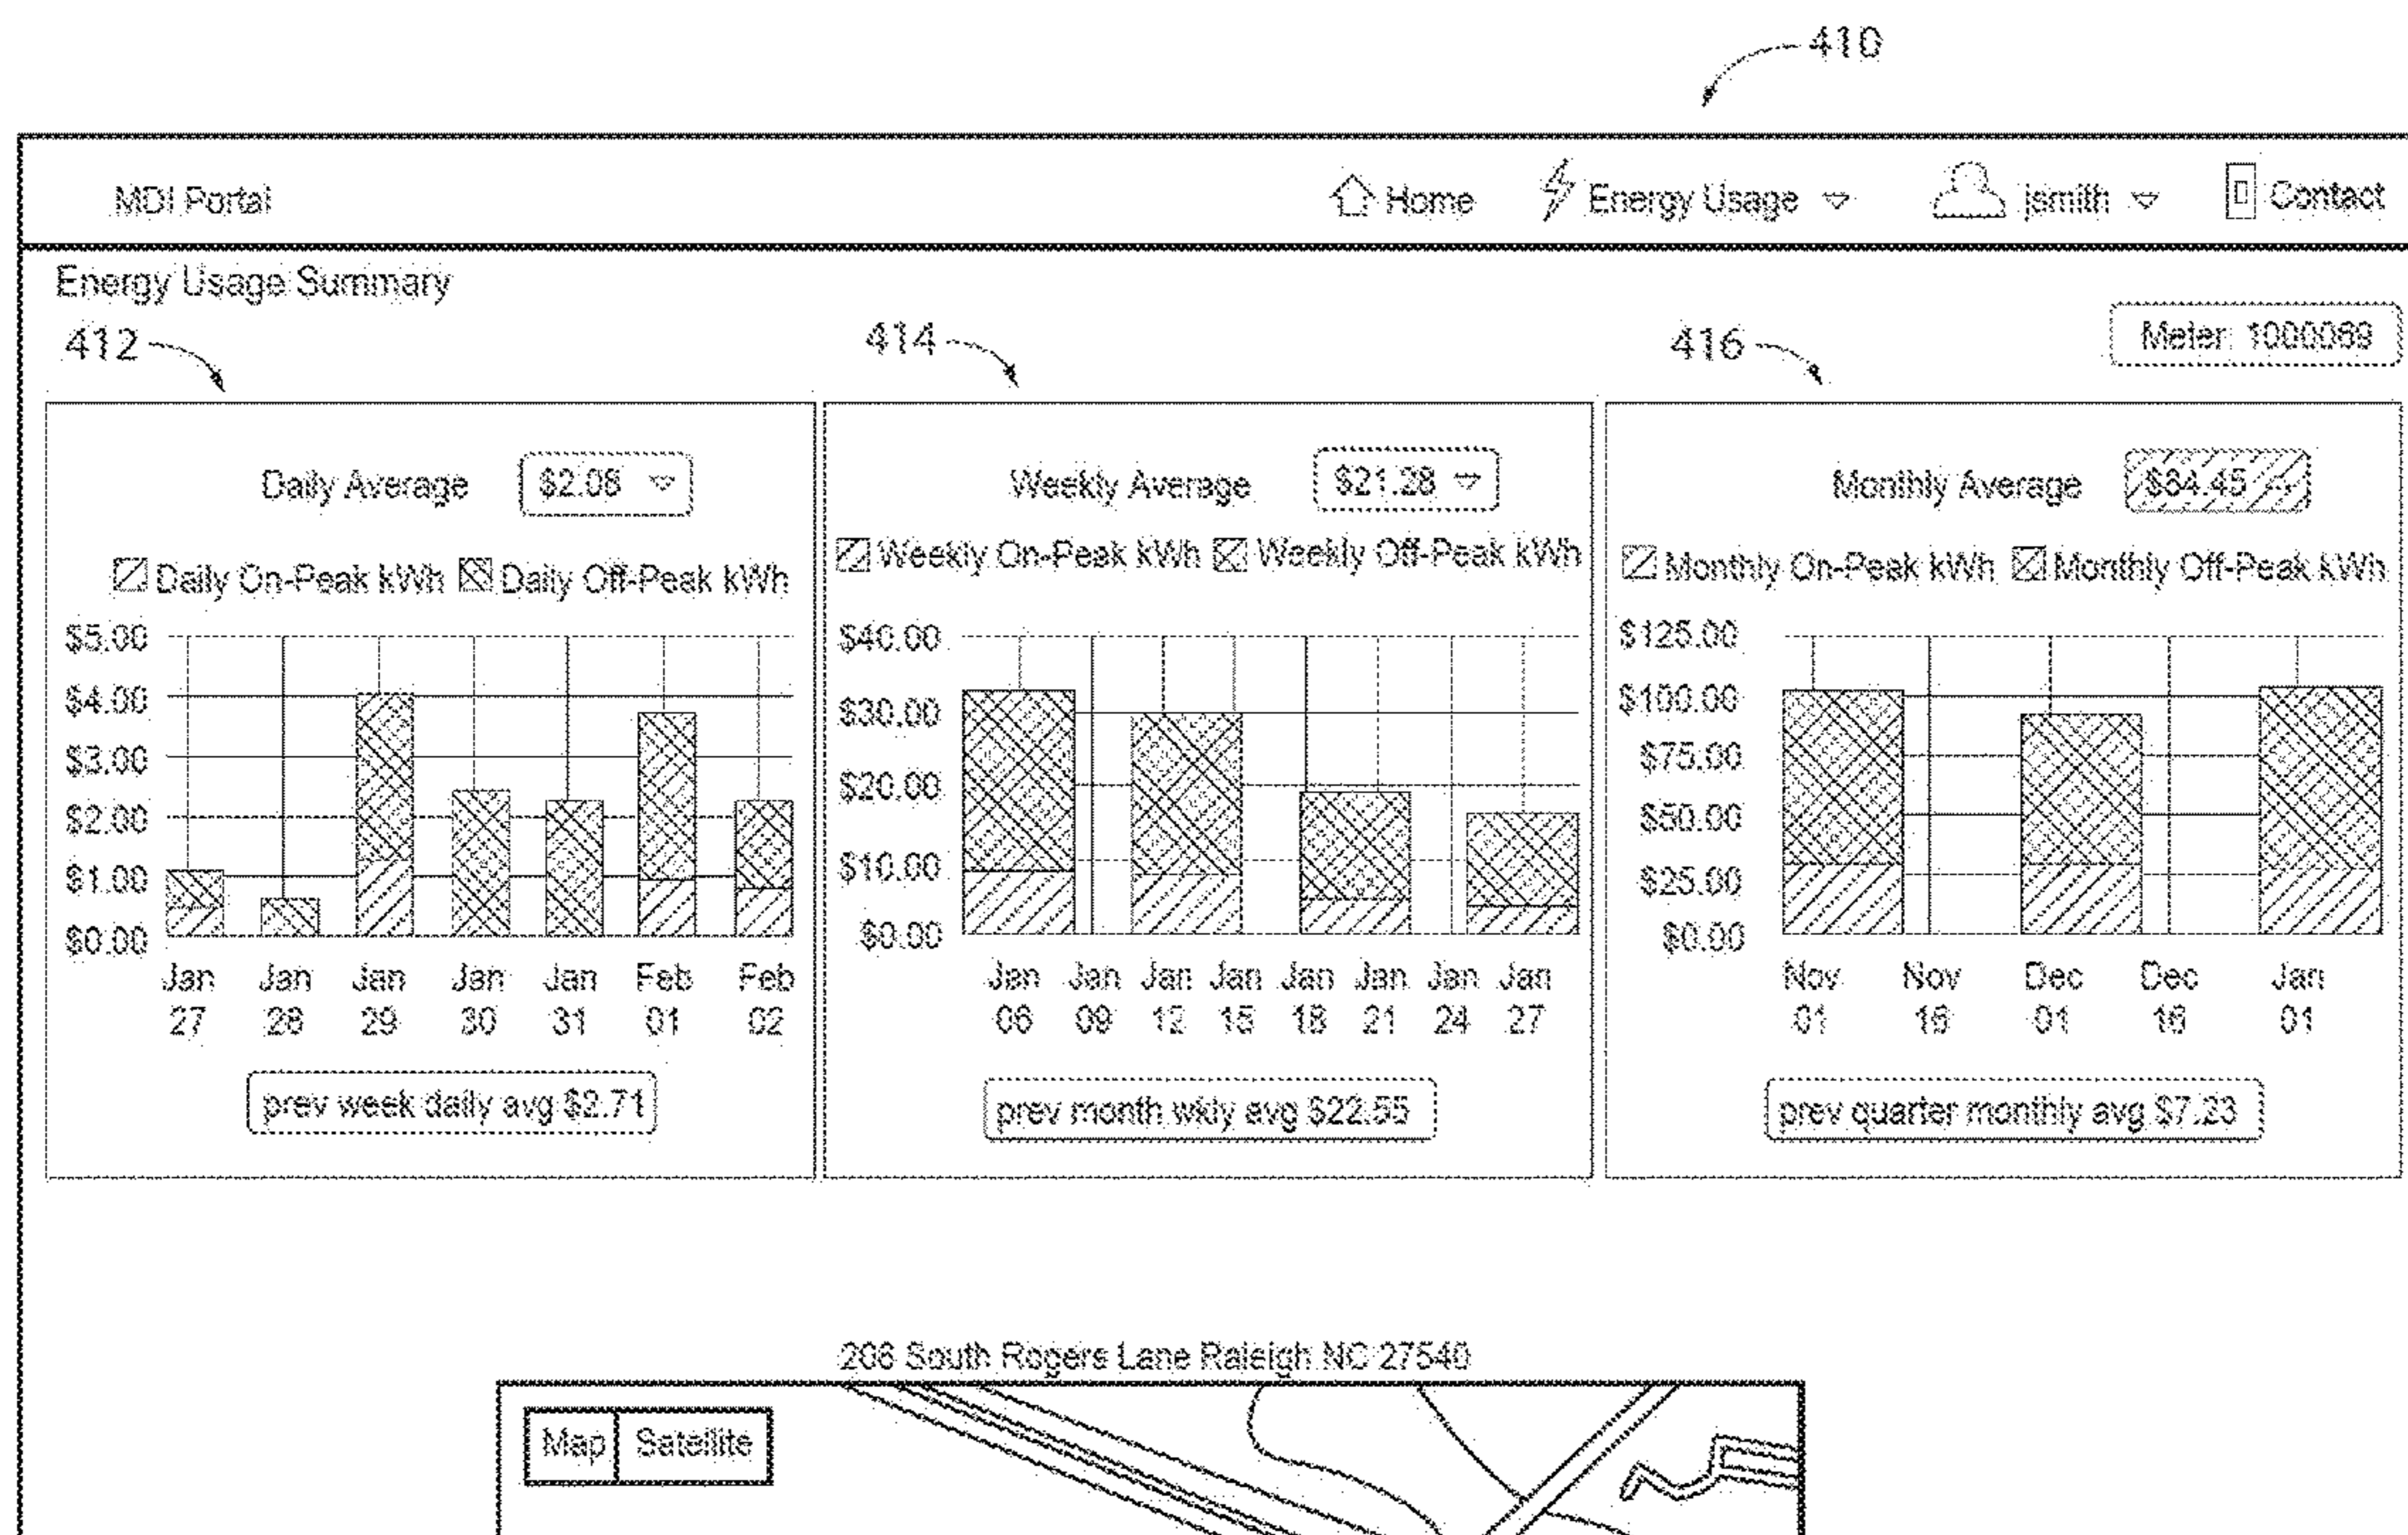 410
MDI Portal Home Energy Usage jsmith Contact
Energy Usage Summary
412 414 416 Meter: 1000069
Daily Average $2.08
Daily On-Peak kWh Daily Off-Peak kWh
$5.00
$4.00
$3.00
$2.00
$1.00
$0.00
Jan 27 Jan 28 Jan 29 Jan 30 Jan 31 Feb 01 Feb 02
prev week daily avg $2.71
Weekly Average $21.28
Weekly On-Peak kWh Weekly Off-Peak kWh
$40.00
$30.00
$20.00
$10.00
$0.00
Jan 06 Jan 09 Jan 12 Jan 15 Jan 18 Jan 21 Jan 24 Jan 27
prev month wkly avg $22.55
Monthly Average $84.45
Monthly On-Peak kWh Monthly Off-Peak kWh
$125.00
$100.00
$75.00
$50.00
$25.00
$0.00
Nov 01 Nov 16 Dec 01 Dec 16 Jan 01
prev quarter monthly avg $7.23
206 South Rogers Lane Raleigh NC 27540
Map Satellite